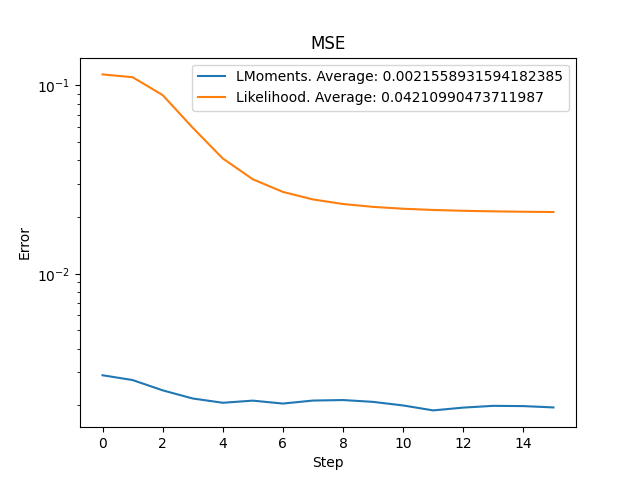 MSE
LMoments. Average: 0.0021558931594182385
Likelihood. Average: 0.04210990473711987
10⁻¹
10⁻²
Error
0 2 4 6 8 10 12 14
Step